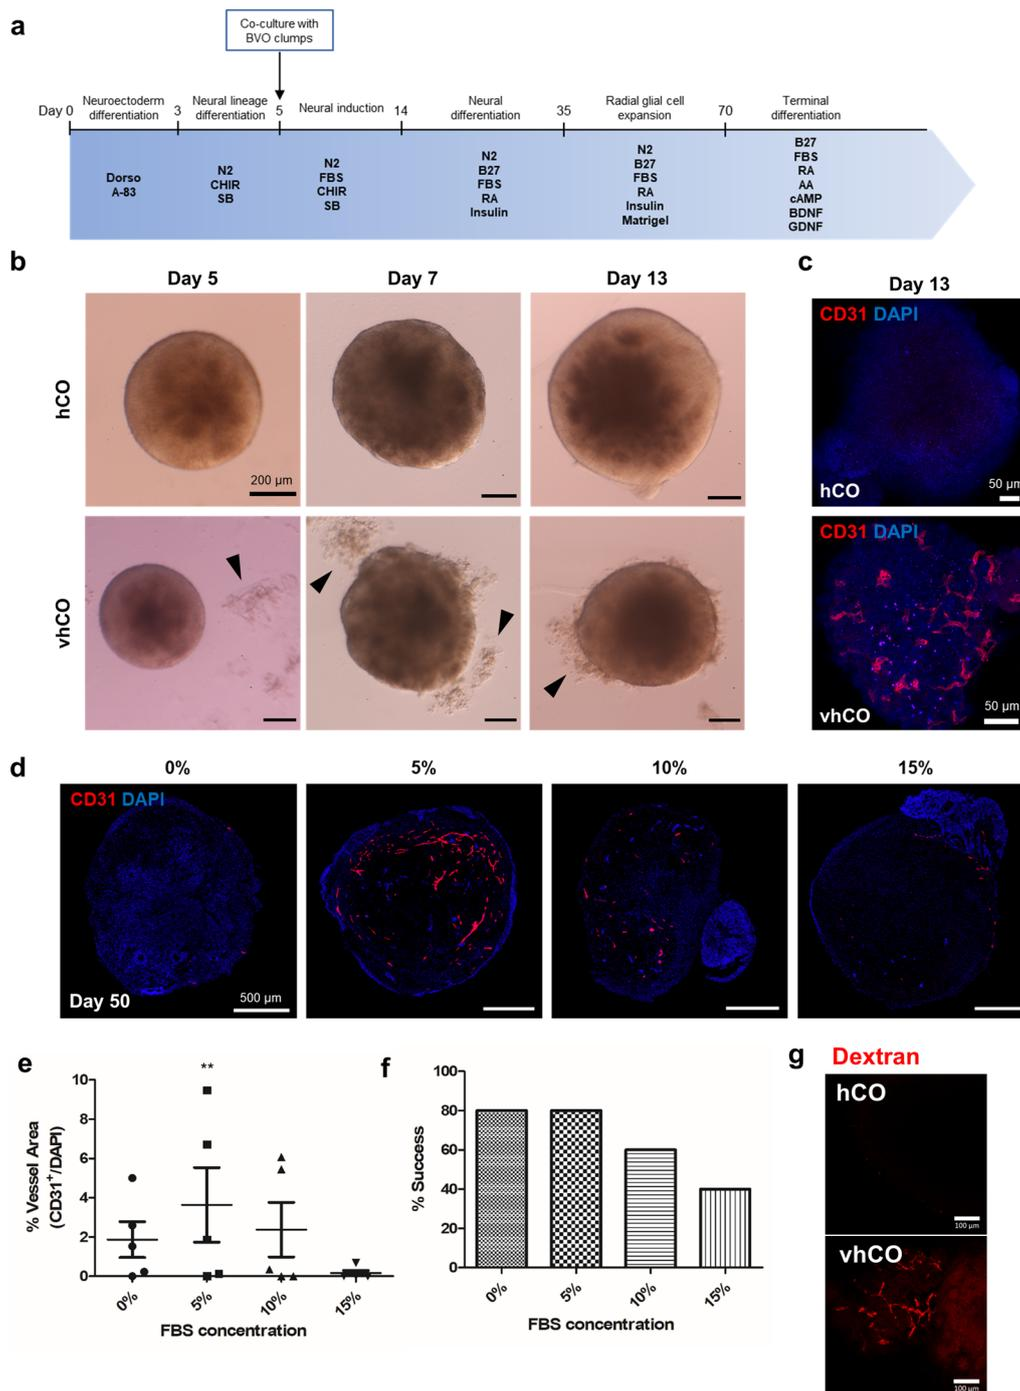 a
Co-culture with
BVO clumps
Day 0
Neuroectoderm
differentiation
3
Neural lineage
differentiation
5
Neural induction
14
Neural
differentiation
35
Radial glial cell
expansion
70
Terminal
differentiation
Dorso
A-83
N2
CHIR
SB
N2
FBS
CHIR
SB
N2
B27
FBS
RA
Insulin
N2
B27
FBS
RA
Insulin
Matrigel
B27
FBS
RA
AA
cAMP
BDNF
GDNF
b
Day 5
Day 7
Day 13
hCO
200 µm
vhCO
c
Day 13
CD31 DAPI
hCO
50 µm
CD31 DAPI
vhCO
50 µm
d
0%
5%
10%
15%
CD31 DAPI
Day 50
500 µm
e
**
% Vessel Area
(CD31⁺/DAPI)
10
8
6
4
2
0
0%
5%
10%
15%
FBS concentration
f
% Success
100
80
60
40
20
0
0%
5%
10%
15%
FBS concentration
g
Dextran
hCO
100 µm
vhCO
100 µm